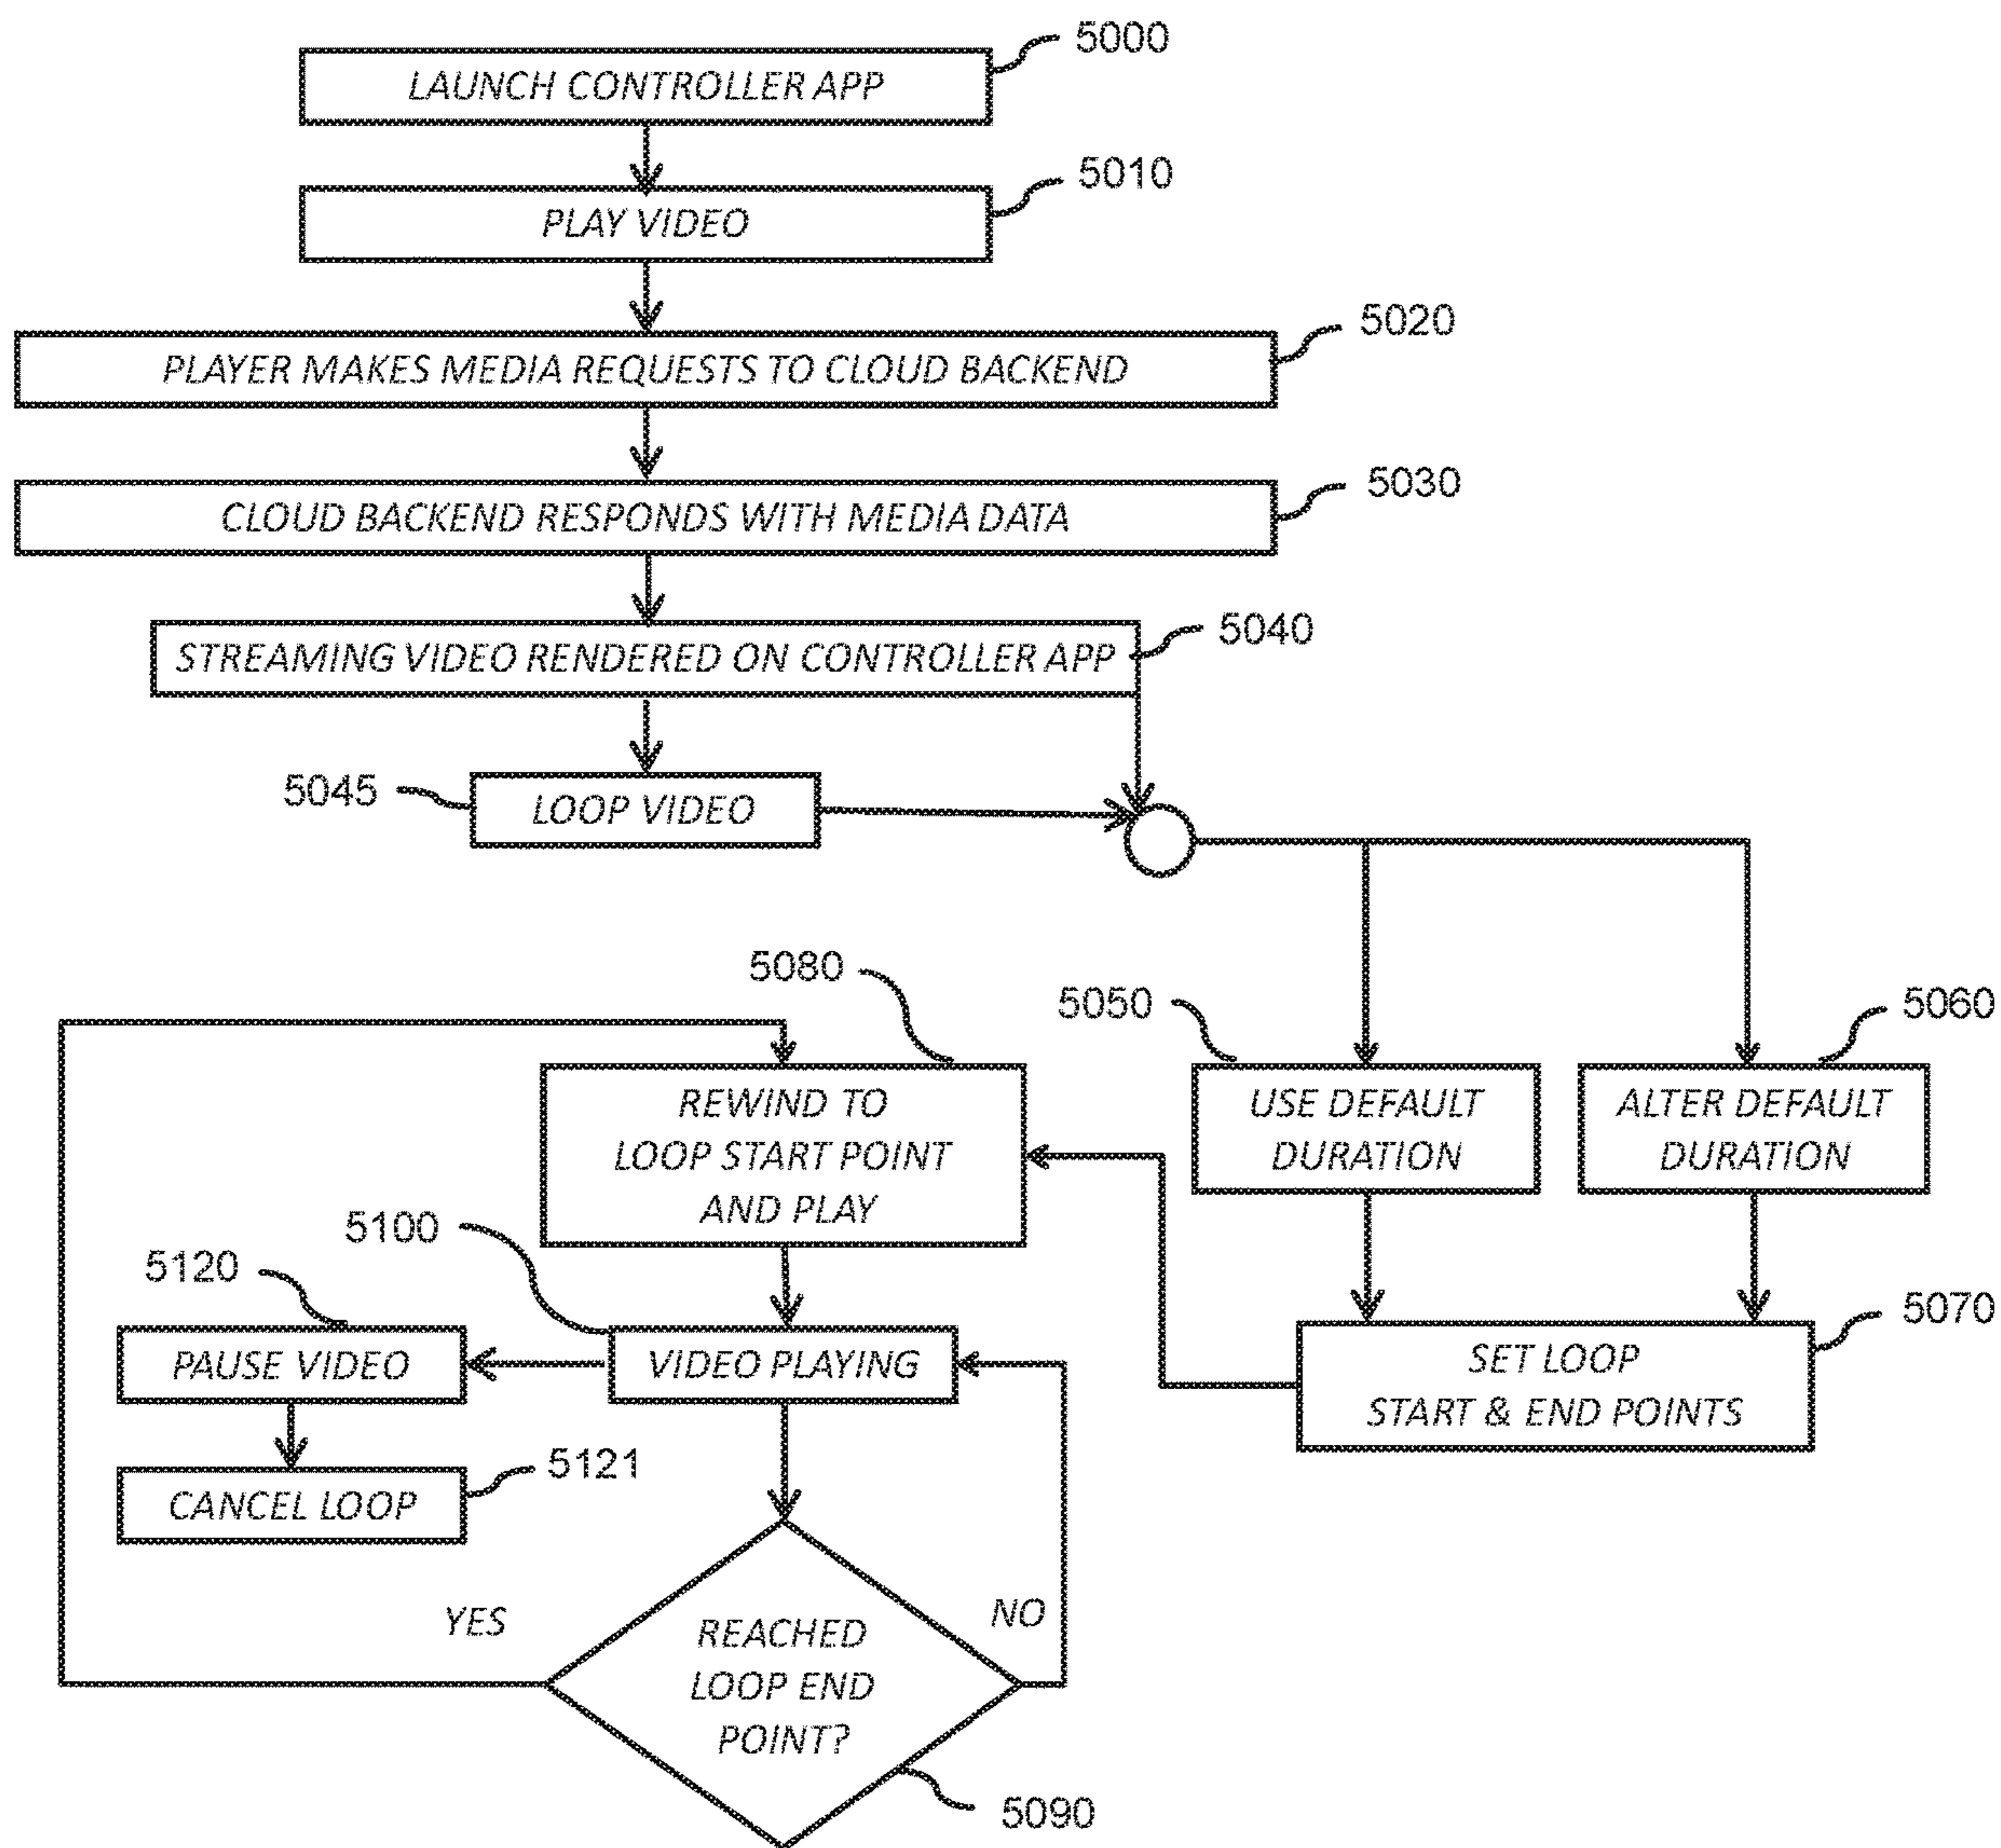 5000
LAUNCH CONTROLLER APP
5010
PLAY VIDEO
5020
PLAYER MAKES MEDIA REQUESTS TO CLOUD BACKEND
5030
CLOUD BACKEND RESPONDS WITH MEDIA DATA
5040
STREAMING VIDEO RENDERED ON CONTROLLER APP
5045
LOOP VIDEO
5080
REWIND TO
LOOP START POINT
AND PLAY
5050
USE DEFAULT
DURATION
5060
ALTER DEFAULT
DURATION
5070
SET LOOP
START & END POINTS
5100
VIDEO PLAYING
5120
PAUSE VIDEO
5121
CANCEL LOOP
YES
NO
REACHED
LOOP END
POINT?
5090